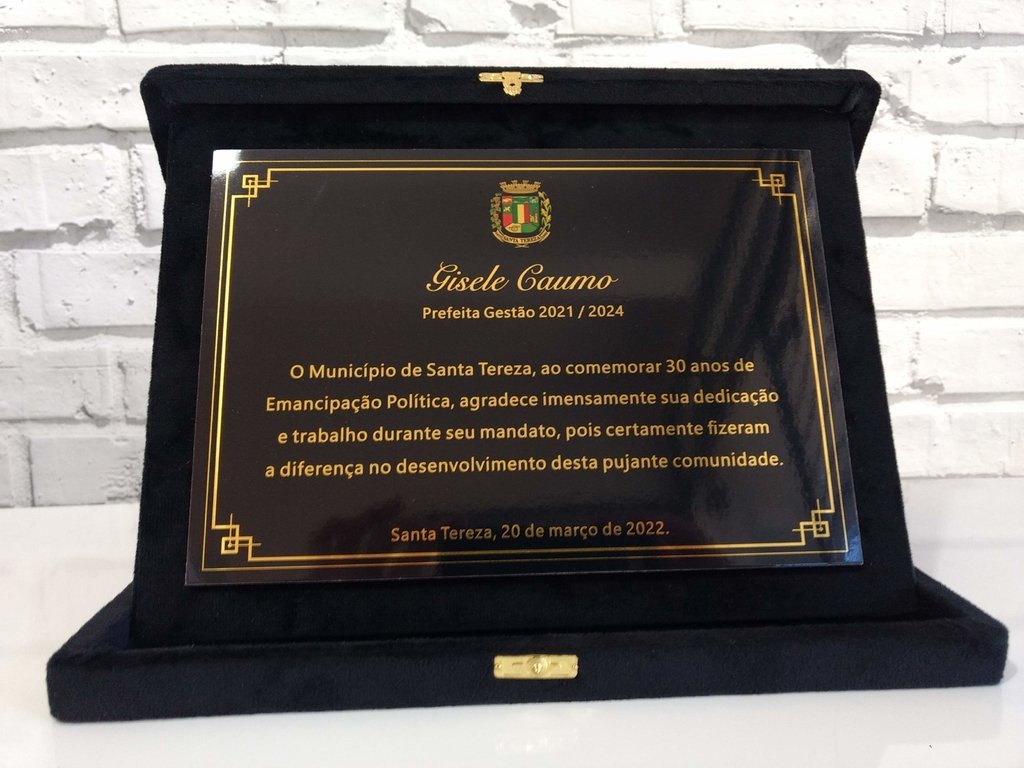 SANTA TEREZA
Gisele Caumo
Prefeita Gestão 2021 / 2024
O Município de Santa Tereza, ao comemorar 30 anos de
Emancipação Política, agradece imensamente sua dedicação
e trabalho durante seu mandato, pois certamente fizeram
a diferença no desenvolvimento desta pujante comunidade.
Santa Tereza, 20 de março de 2022.